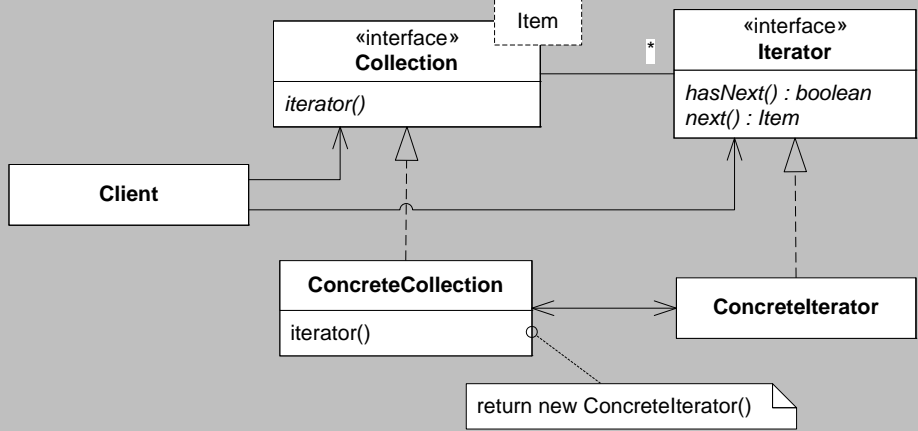 Item
«interface»
Collection
iterator()
*
«interface»
Iterator
hasNext() : boolean
next() : Item
Client
ConcreteCollection
iterator()
ConcreteIterator
return new ConcreteIterator()